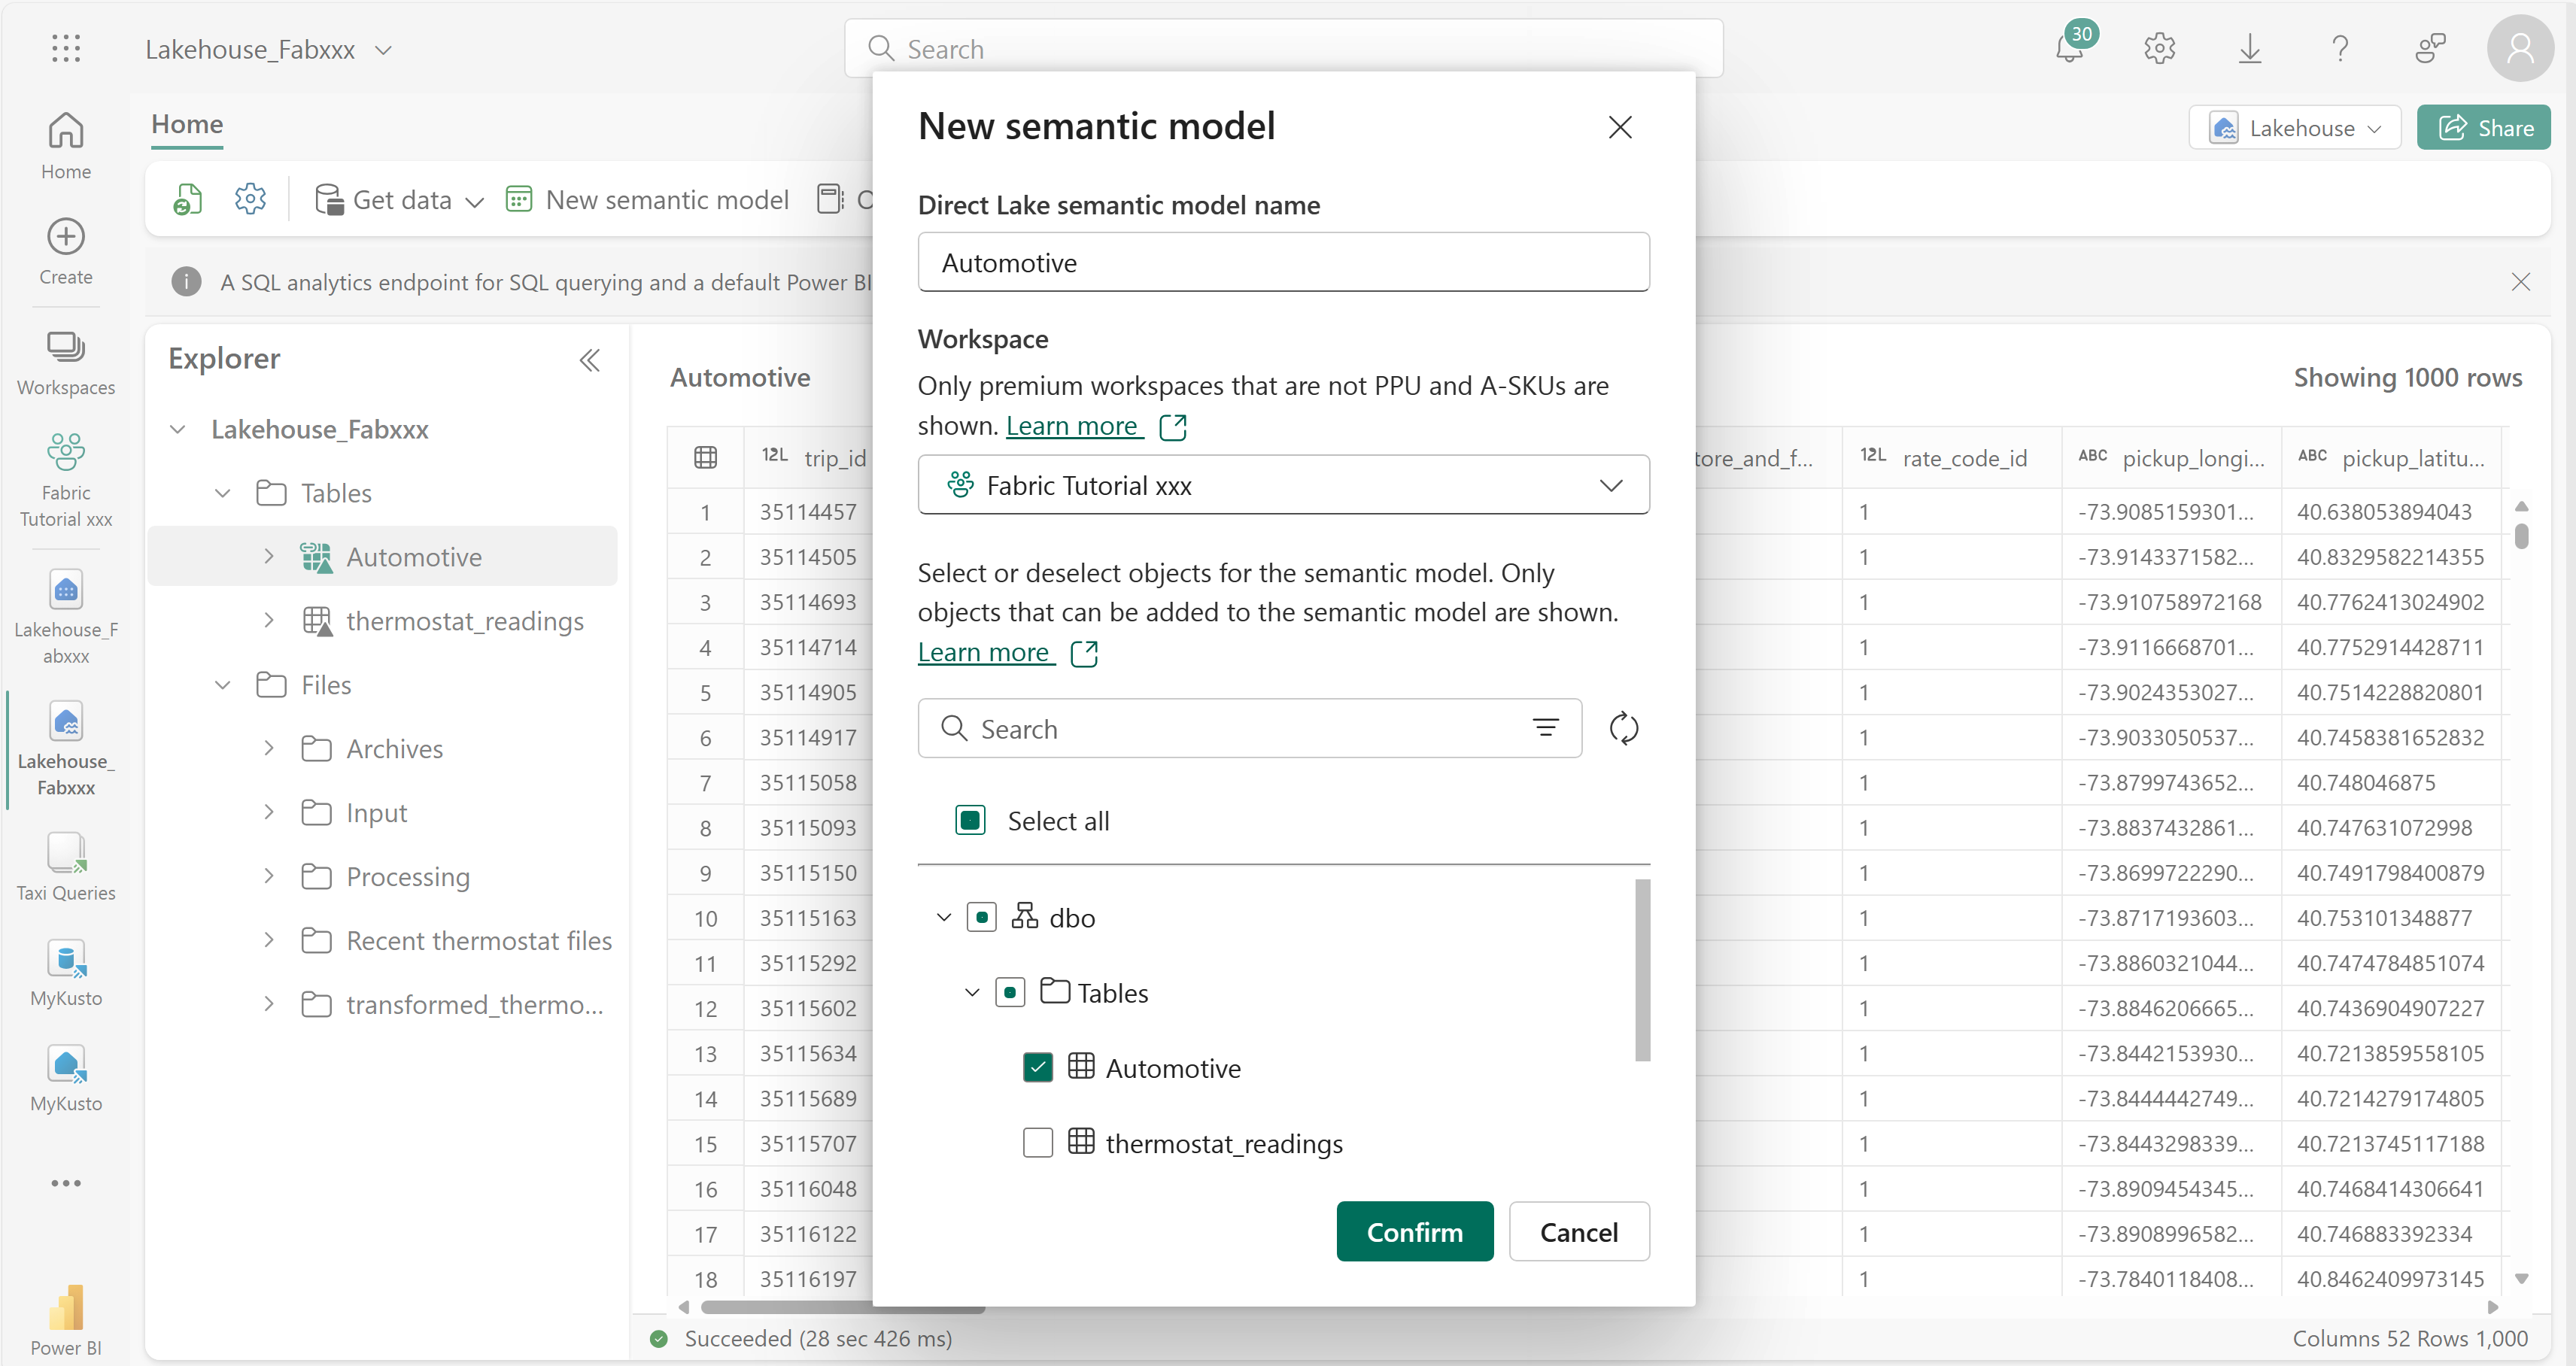 Lakehouse_Fabxxx
Search
30
Home
Create
Workspaces
Fabric
Tutorial xxx
Lakehouse_F
abxxx
Lakehouse_
Fabxxx
Taxi Queries
MyKusto
MyKusto
Power BI
Home
Lakehouse
Share
Get data
New semantic model
A SQL analytics endpoint for SQL querying and a default Power BI
Explorer
Lakehouse_Fabxxx
Tables
Automotive
thermostat_readings
Files
Archives
Input
Processing
Recent thermostat files
transformed_thermo...
Automotive
Showing 1000 rows
12L trip_id
tore_and_f...
12L rate_code_id
ABC pickup_longi...
ABC pickup_latitu...
1 35114457 1 -73.9085159301... 40.638053894043
2 35114505 1 -73.9143371582... 40.8329582214355
3 35114693 1 -73.910758972168 40.7762413024902
4 35114714 1 -73.9116668701... 40.7752914428711
5 35114905 1 -73.9024353027... 40.7514228820801
6 35114917 1 -73.9033050537... 40.7458381652832
7 35115058 1 -73.8799743652... 40.748046875
8 35115093 1 -73.8837432861... 40.747631072998
9 35115150 1 -73.8699722290... 40.7491798400879
10 35115163 1 -73.8717193603... 40.753101348877
11 35115292 1 -73.8860321044... 40.7474784851074
12 35115602 1 -73.8846206665... 40.7436904907227
13 35115634 1 -73.8442153930... 40.7213859558105
14 35115689 1 -73.8444442749... 40.7214279174805
15 35115707 1 -73.8443298339... 40.7213745117188
16 35116048 1 -73.8909454345... 40.7468414306641
17 35116122 1 -73.8908996582... 40.746883392334
18 35116197 1 -73.7840118408... 40.8462409973145
Succeeded (28 sec 426 ms)
Columns 52 Rows 1,000
New semantic model
Direct Lake semantic model name
Automotive
Workspace
Only premium workspaces that are not PPU and A-SKUs are
shown. Learn more
Fabric Tutorial xxx
Select or deselect objects for the semantic model. Only
objects that can be added to the semantic model are shown.
Learn more
Search
Select all
dbo
Tables
Automotive
thermostat_readings
Confirm
Cancel